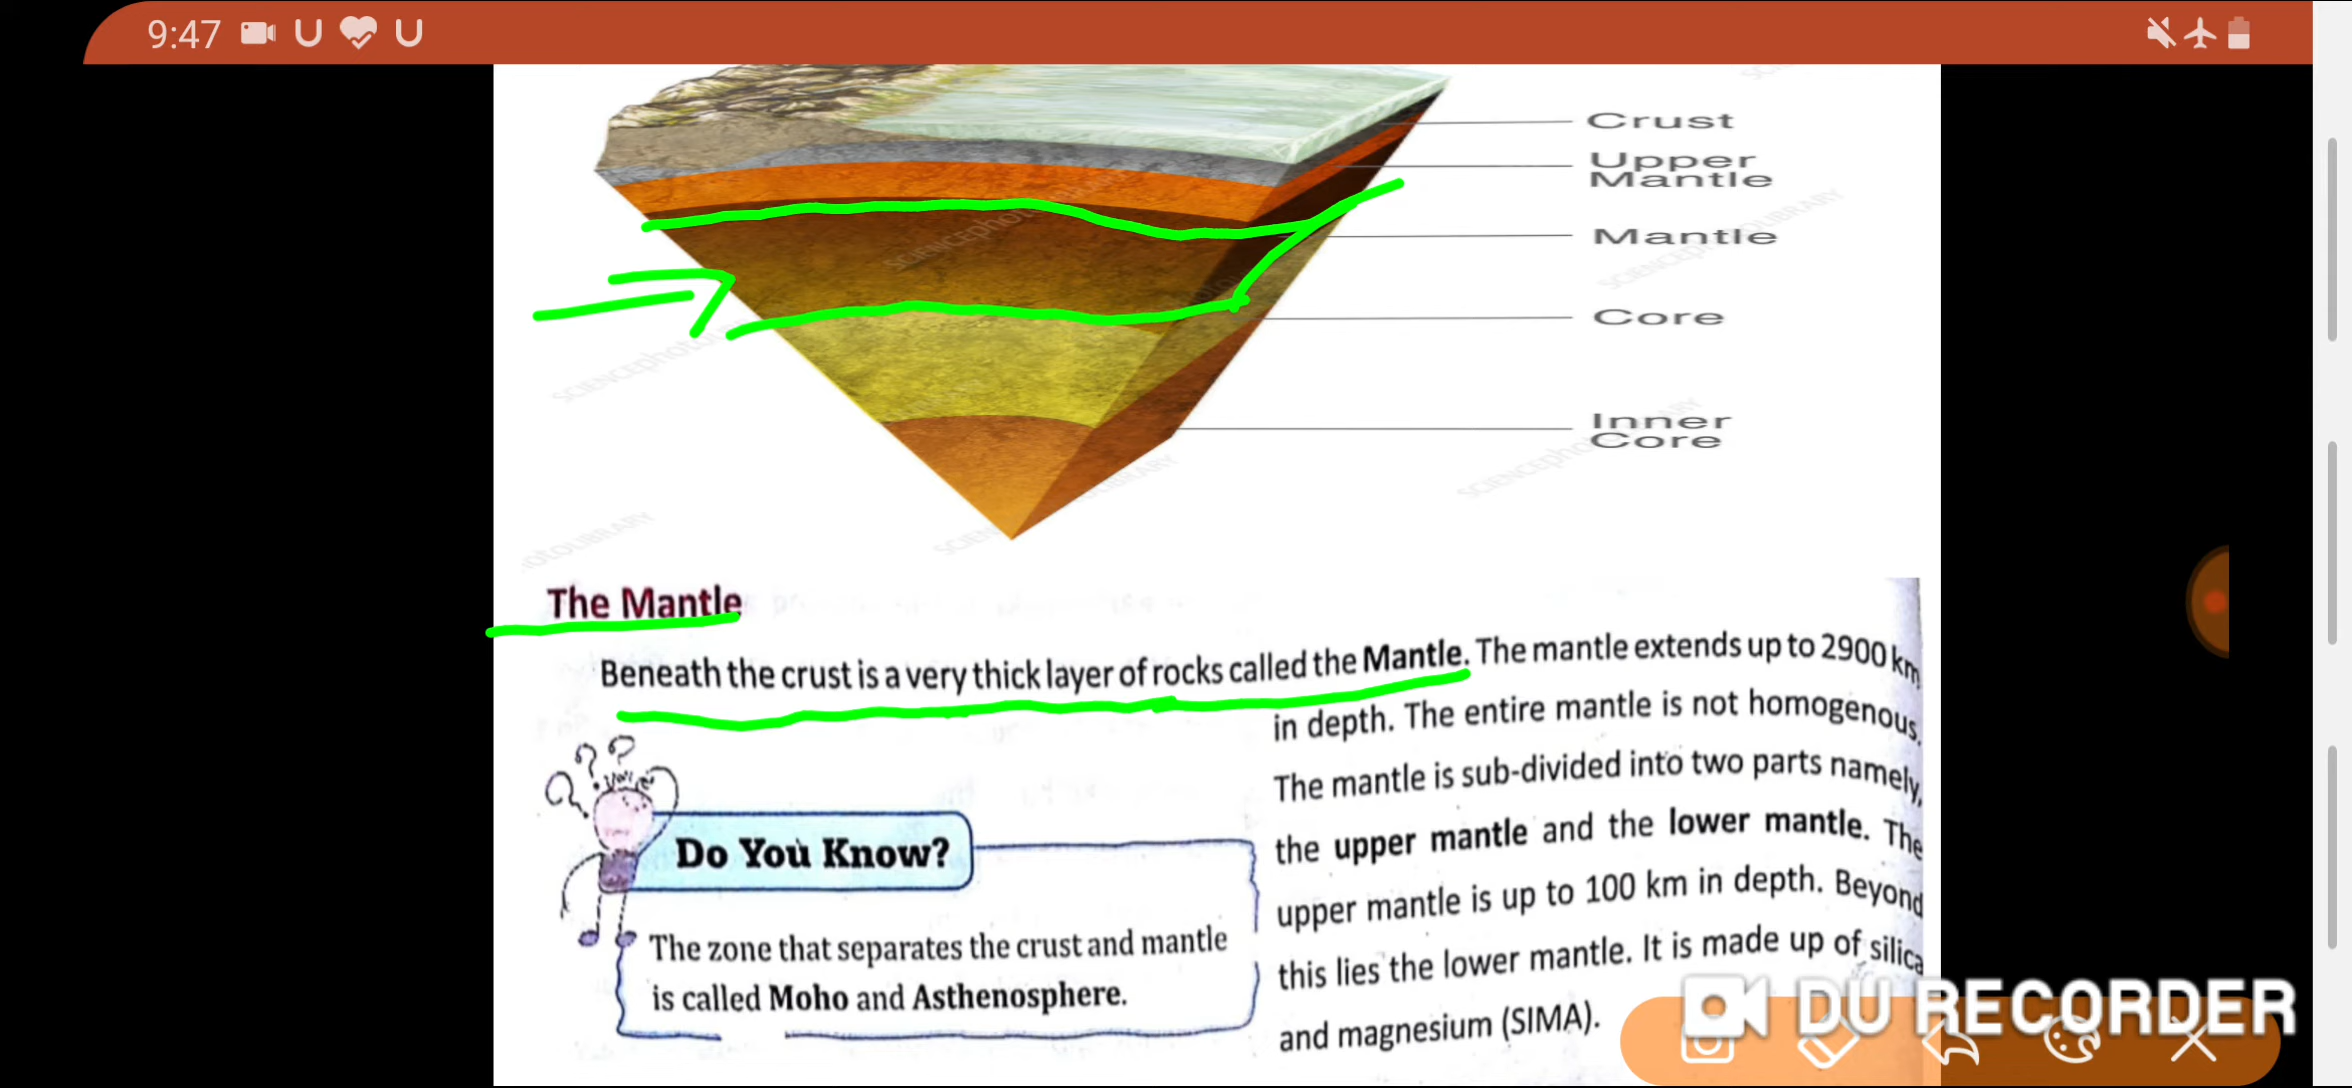 9:47
Crust
Upper
Mantle
Mantle
Core
Inner
Core
SCIENCEphotoLIBRARY
The Mantle
Beneath the crust is a very thick layer of rocks called the Mantle. The mantle extends up to 2900 km
in depth. The entire mantle is not homogenous.
The mantle is sub-divided into two parts namely,
the upper mantle and the lower mantle. The
upper mantle is up to 100 km in depth. Beyond
this lies the lower mantle. It is made up of silica
and magnesium (SIMA).
Do You Know?
The zone that separates the crust and mantle
is called Moho and Asthenosphere.
DU RECORDER